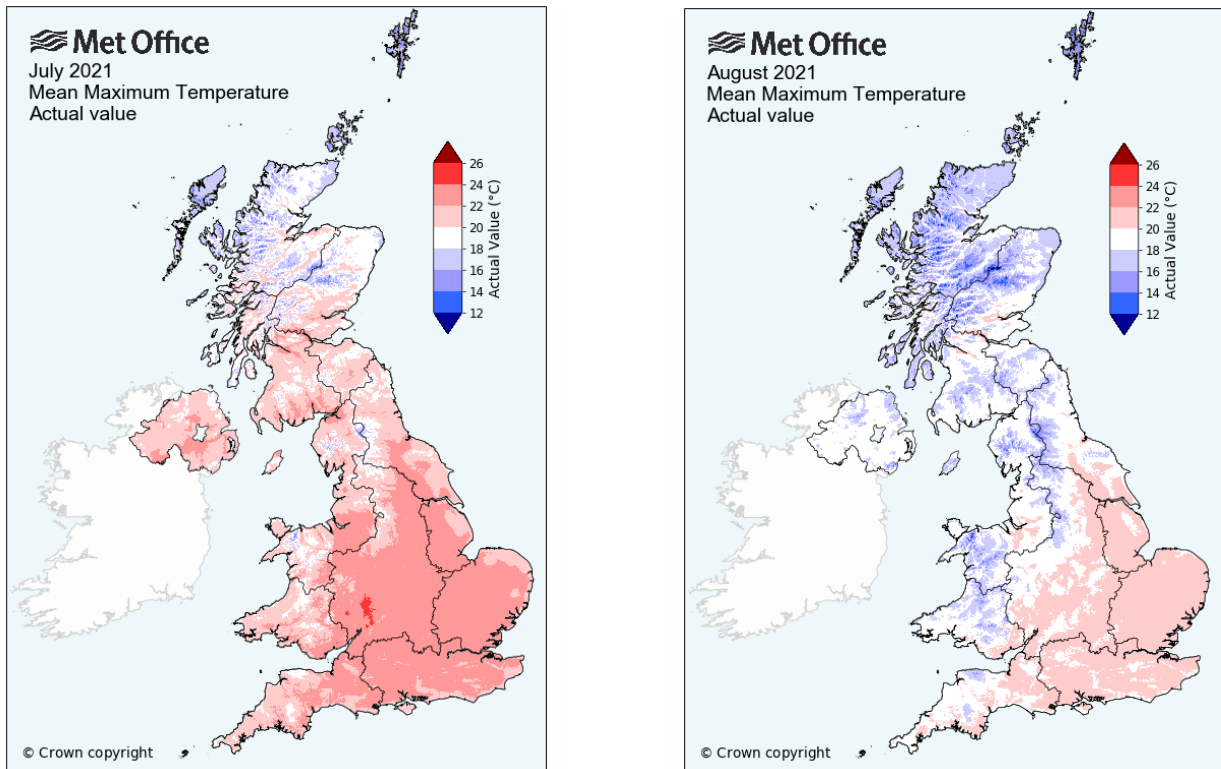 Met Office
July 2021
Mean Maximum Temperature
Actual value
26
24
22
20
18
16
14
12
Actual Value (°C)
© Crown copyright
Met Office
August 2021
Mean Maximum Temperature
Actual value
26
24
22
20
18
16
14
12
Actual Value (°C)
© Crown copyright